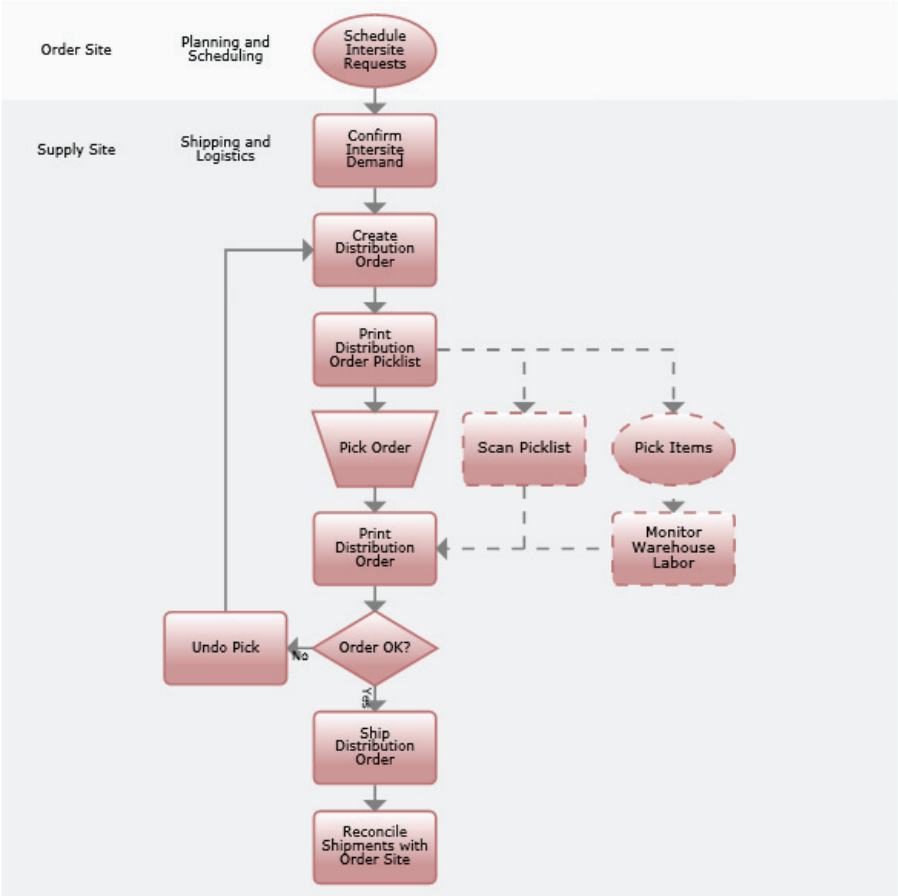 Order Site
Planning and
Scheduling
Schedule
Intersite
Requests
Supply Site
Shipping and
Logistics
Confirm
Intersite
Demand
Create
Distribution
Order
Print
Distribution
Order Picklist
Pick Order
Scan Picklist
Pick Items
Print
Distribution
Order
Monitor
Warehouse
Labor
Undo Pick
No
Order OK?
Yes
Ship
Distribution
Order
Reconcile
Shipments with
Order Site